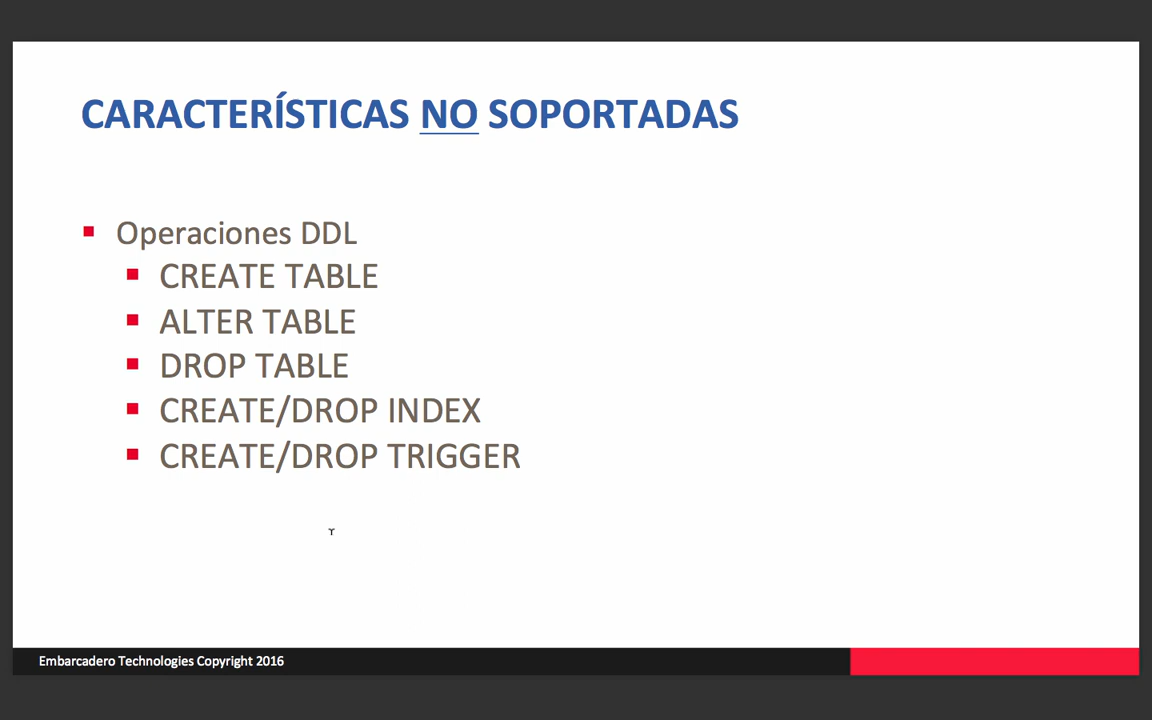 CARACTERÍSTICAS NO SOPORTADAS
Operaciones DDL
CREATE TABLE
ALTER TABLE
DROP TABLE
CREATE/DROP INDEX
CREATE/DROP TRIGGER
Embarcadero Technologies Copyright 2016